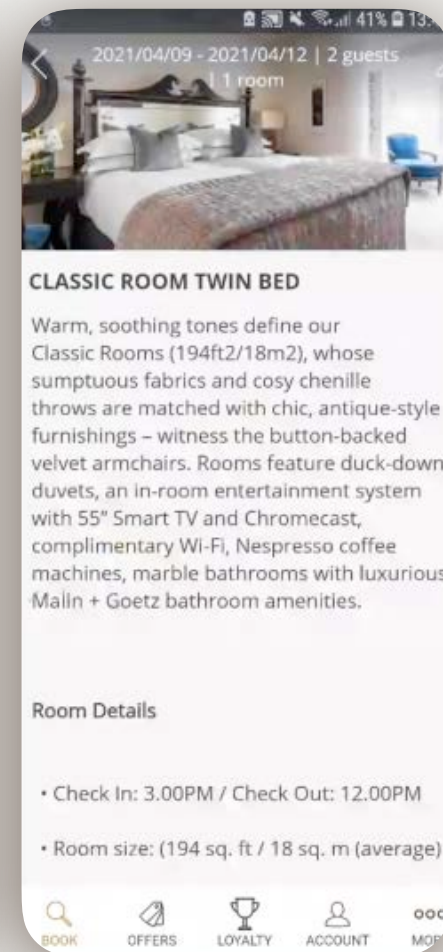 41% 13:
2021/04/09 - 2021/04/12 | 2 guests
| 1 room
CLASSIC ROOM TWIN BED
Warm, soothing tones define our
Classic Rooms (194ft2/18m2), whose
sumptuous fabrics and cosy chenille
throws are matched with chic, antique-style
furnishings – witness the button-backed
velvet armchairs. Rooms feature duck-down
duvets, an in-room entertainment system
with 55" Smart TV and Chromecast,
complimentary Wi-Fi, Nespresso coffee
machines, marble bathrooms with luxurious
Malin + Goetz bathroom amenities.
Room Details
• Check In: 3.00PM / Check Out: 12.00PM
• Room size: (194 sq. ft / 18 sq. m (average)
BOOK OFFERS LOYALTY ACCOUNT MOR